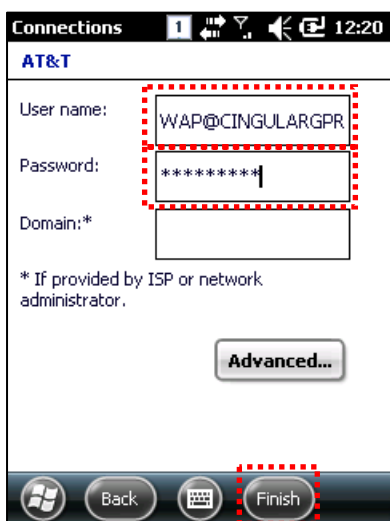 Connections 1 12:20
AT&T
User name: WAP@CINGULARGPR
Password: *********
Domain:*
* If provided by ISP or network
administrator.
Advanced...
Back Finish